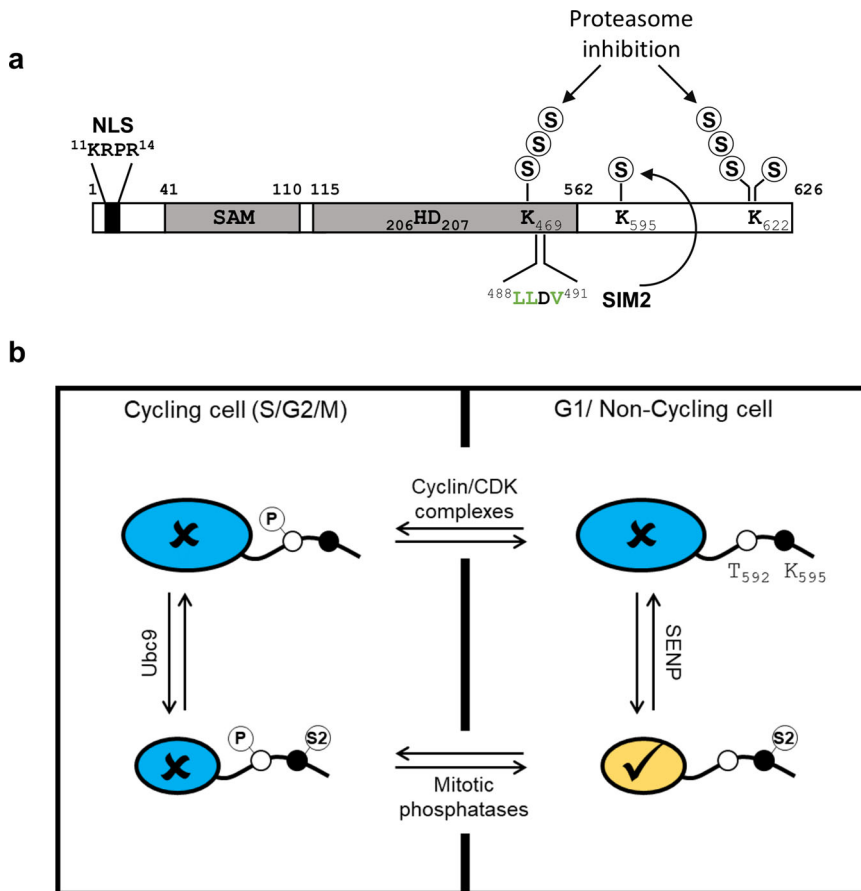 a
Proteasome
inhibition
NLS
¹¹KRPR¹⁴
S S S S S S S S
1 41 110 115 562 626
SAM ₂₀₆HD₂₀₇ K₄₆₉ K₅₉₅ K₆₂₂
⁴⁸⁸LLDV⁴⁹¹ SIM2
b
Cycling cell (S/G2/M)
G1/ Non-Cycling cell
Cyclin/CDK
complexes
P
T₅₉₂ K₅₉₅
Ubc9
SENP
P S2
S2
Mitotic
phosphatases